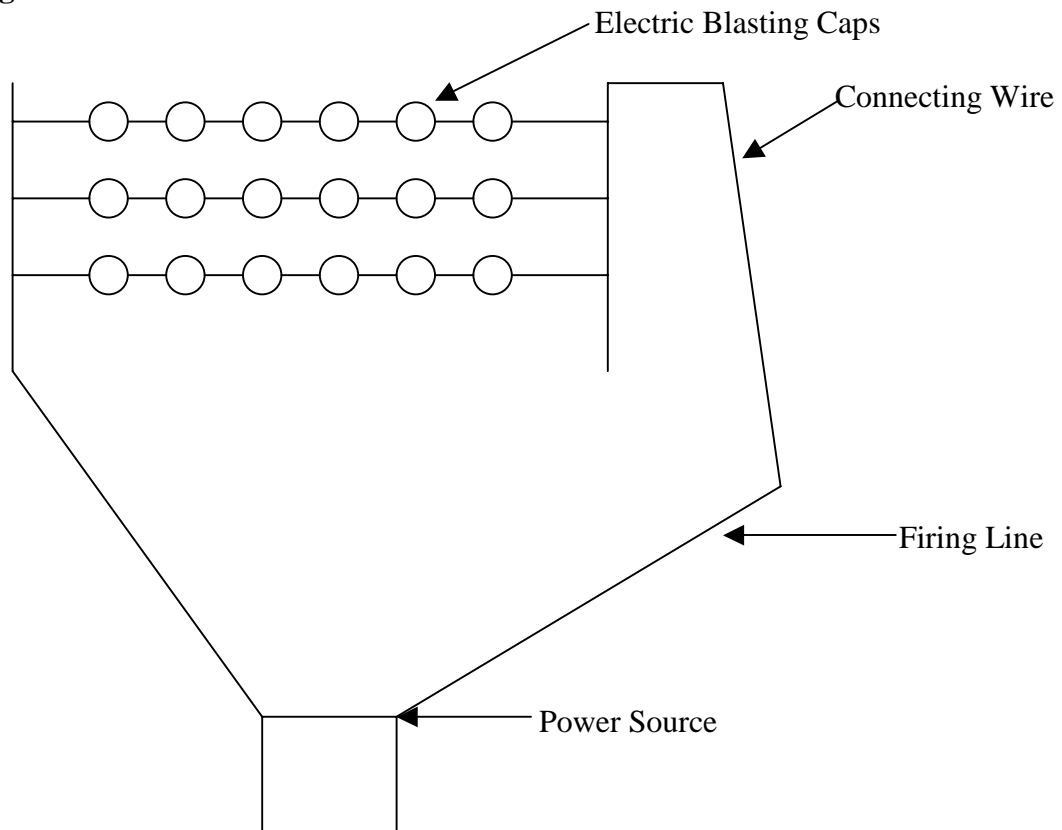 g
Electric Blasting Caps
Connecting Wire
Firing Line
Power Source